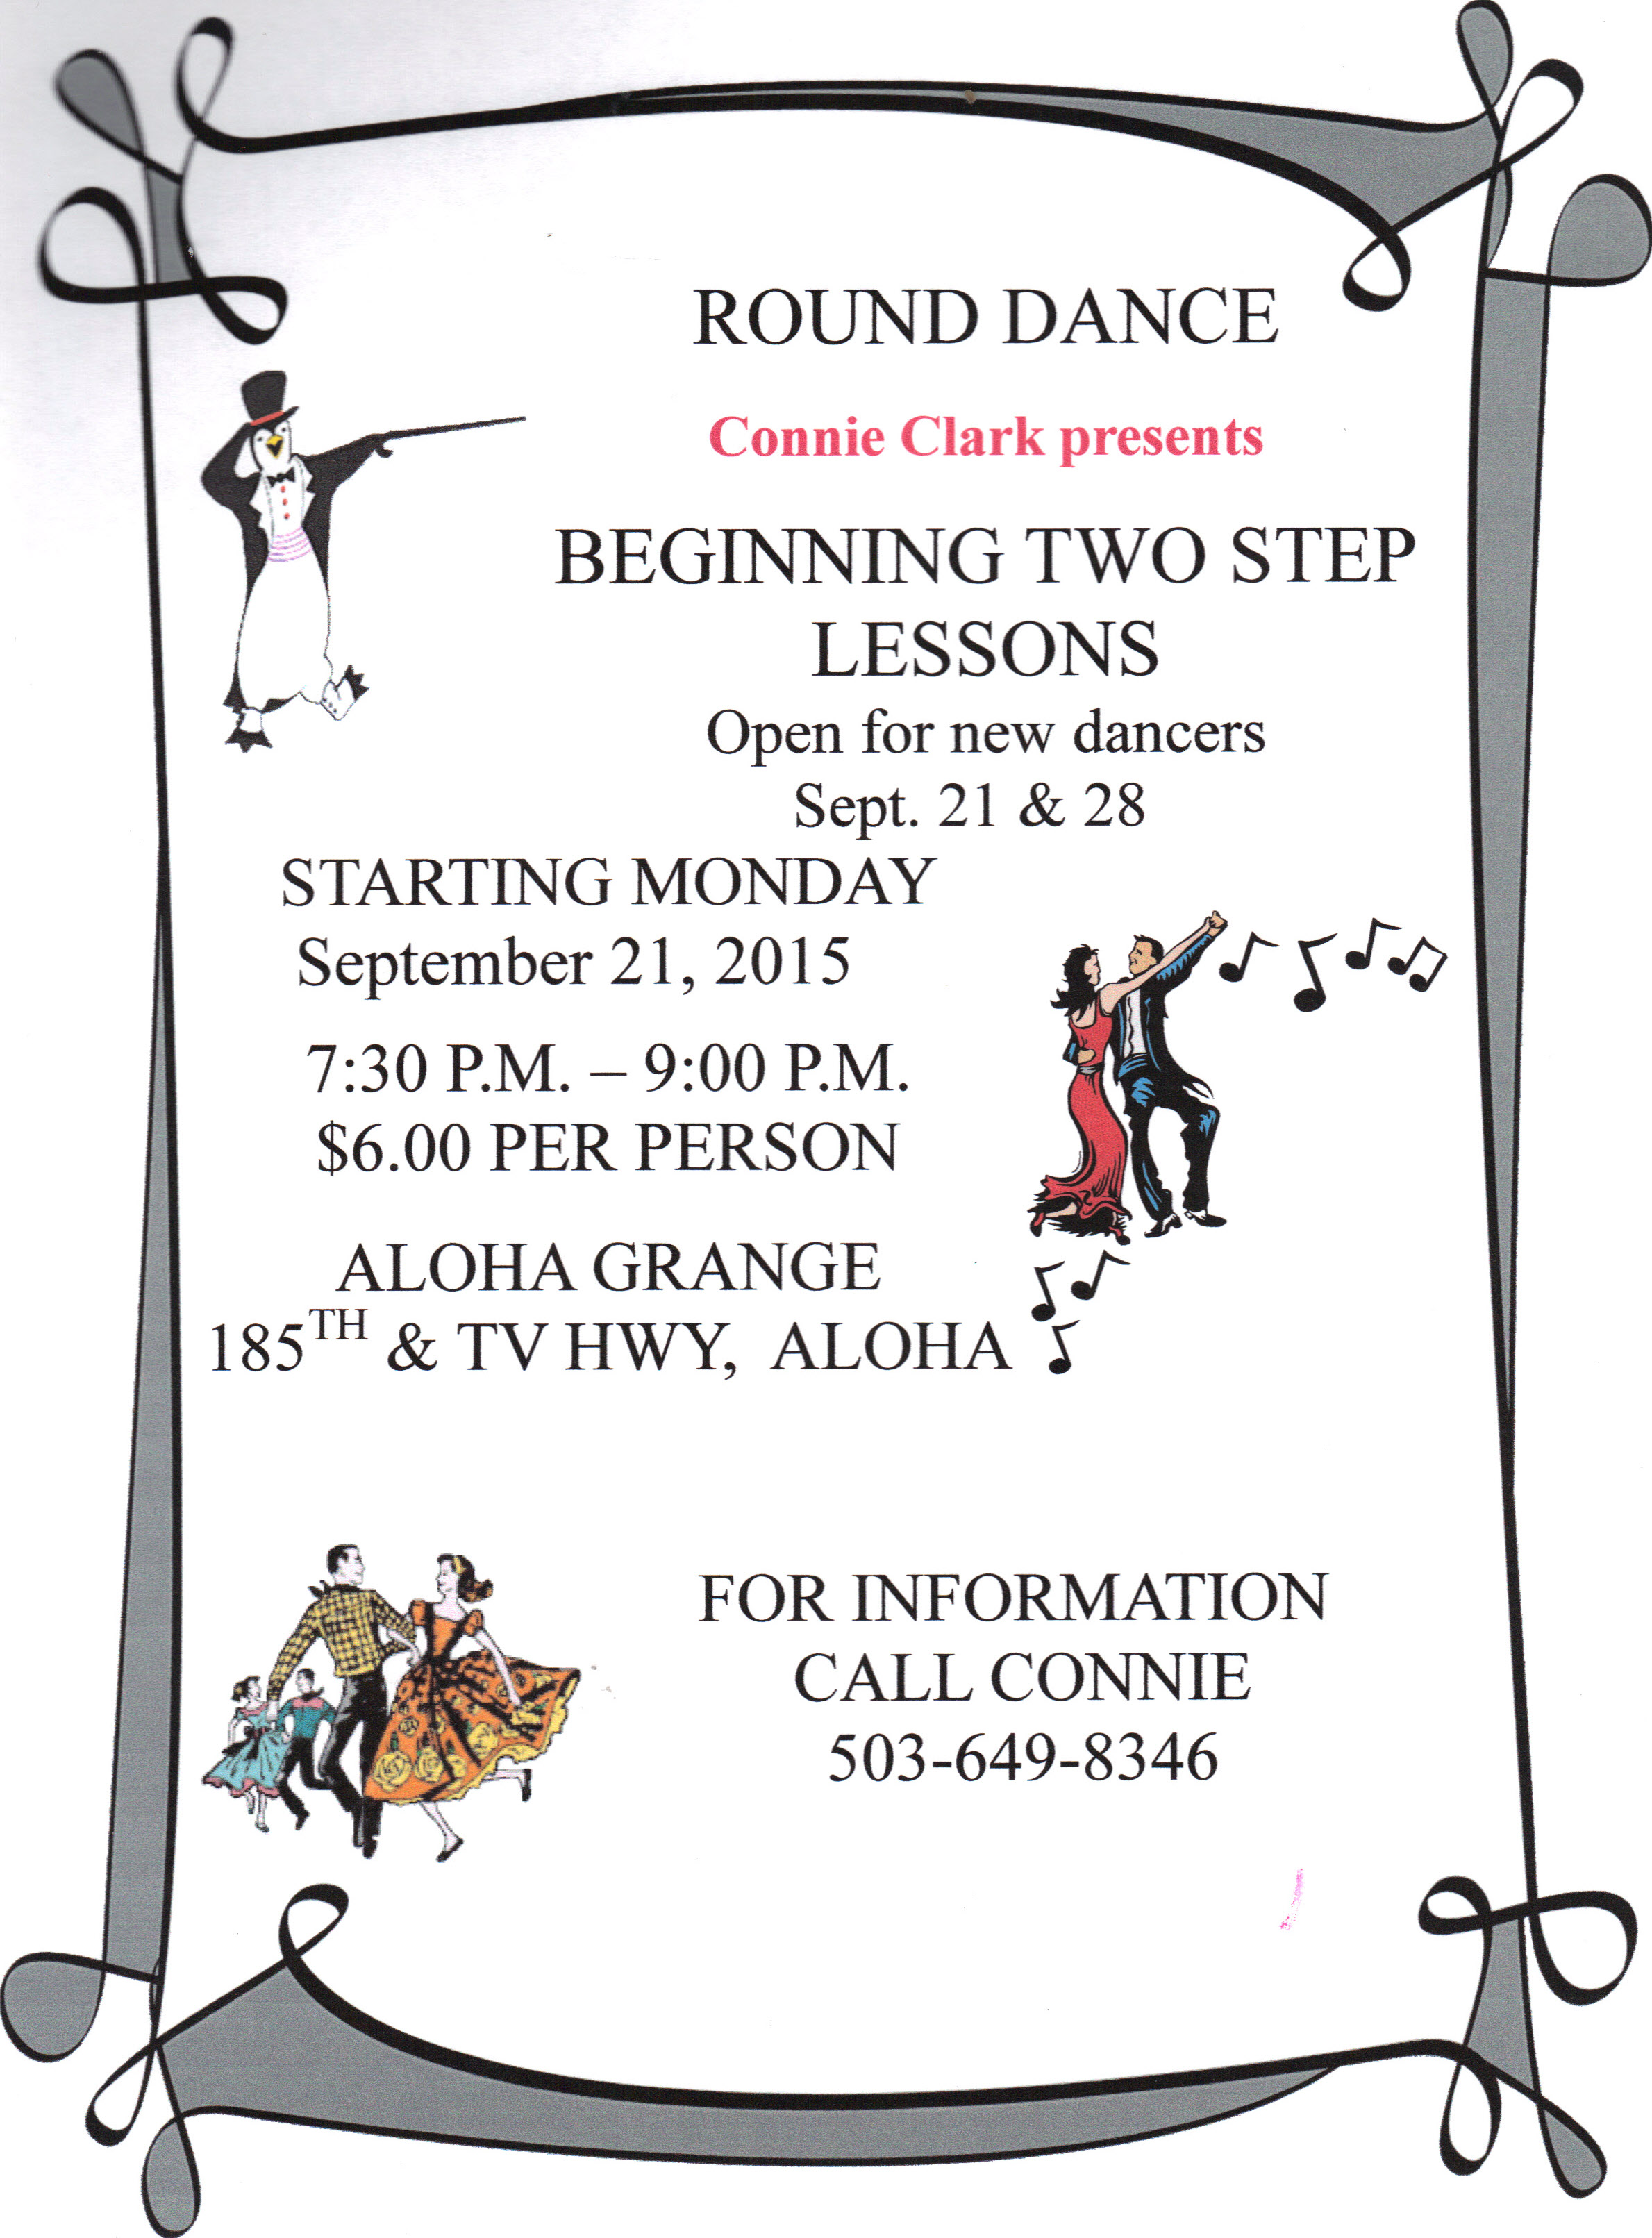 ROUND DANCE
Connie Clark presents
BEGINNING TWO STEP
LESSONS
Open for new dancers
Sept. 21 & 28
STARTING MONDAY
September 21, 2015
7:30 P.M. – 9:00 P.M.
$6.00 PER PERSON
ALOHA GRANGE
185TH & TV HWY, ALOHA
FOR INFORMATION
CALL CONNIE
503-649-8346